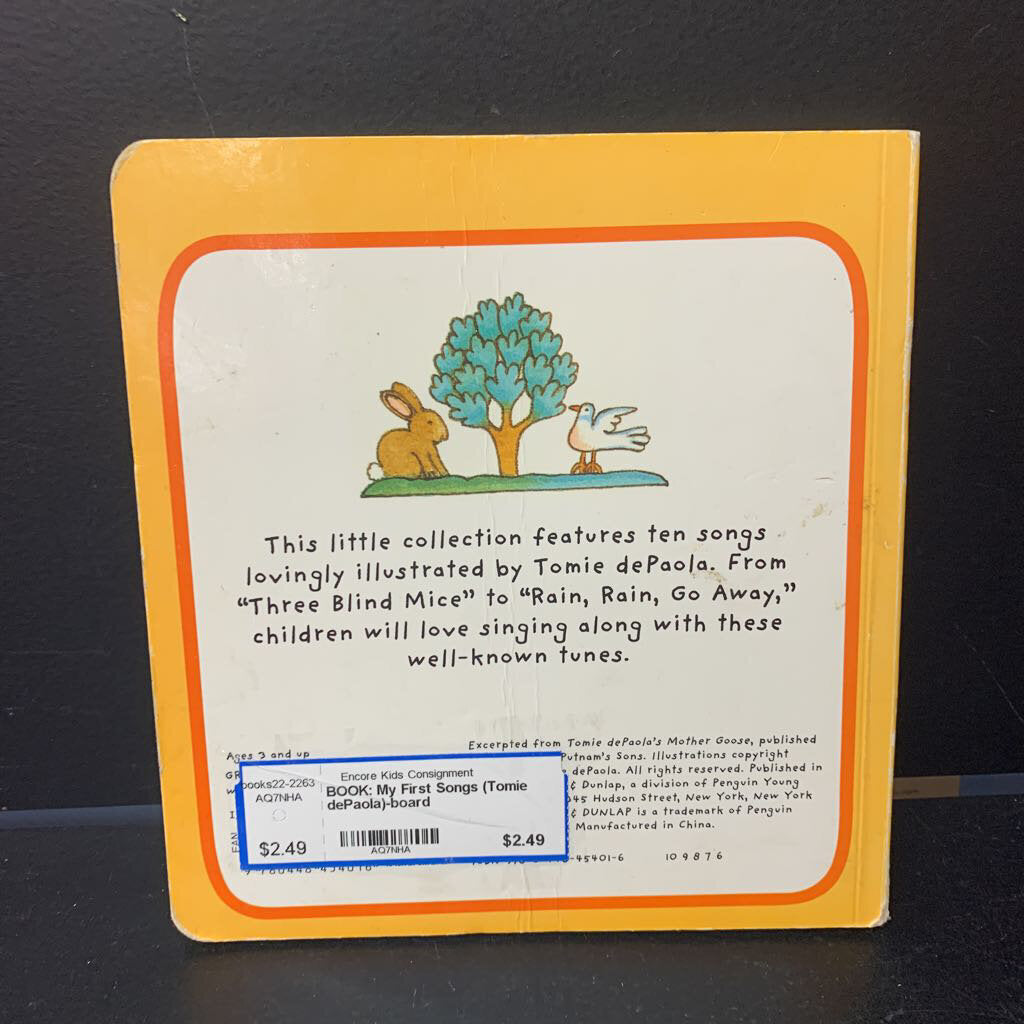 This little collection features ten songs
lovingly illustrated by Tomie dePaola. From
“Three Blind Mice” to “Rain, Rain, Go Away,”
children will love singing along with these
well-known tunes.
Ages 3 and up
Excerpted from Tomie dePaola's Mother Goose, published
Putnam's Sons. Illustrations copyright
dePaola. All rights reserved. Published in
& Dunlap, a division of Penguin Young
45 Hudson Street, New York, New York
& DUNLAP is a trademark of Penguin
Manufactured in China.
-45401-6 10 9 8 7 6
books22-2263
AQ7NHA
$2.49
Encore Kids Consignment
BOOK: My First Songs (Tomie
dePaola)-board
AQ7NHA
$2.49